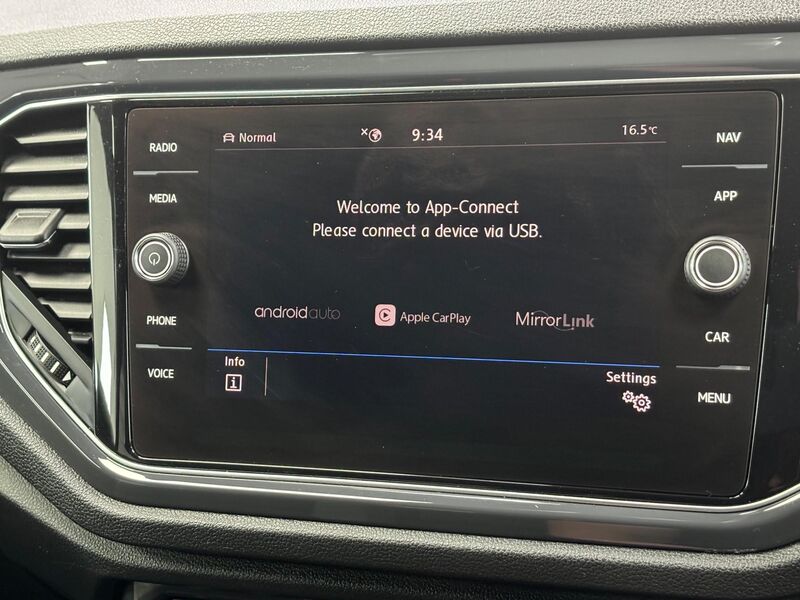 RADIO
MEDIA
PHONE
VOICE
Normal
9:34
16.5°C
Welcome to App-Connect
Please connect a device via USB.
androidauto
Apple CarPlay
MirrorLink
Info
i
Settings
NAV
APP
CAR
MENU